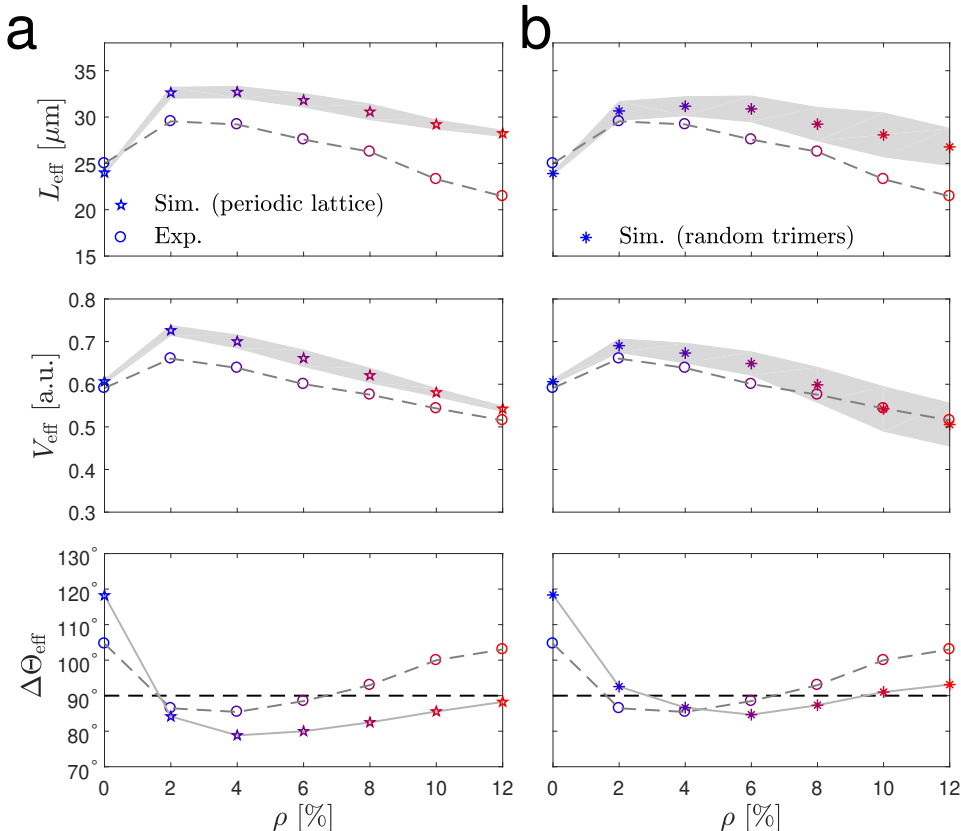 a
b
35
30
25
20
15
L_eff [μm]
Sim. (periodic lattice)
Exp.
Sim. (random trimers)
0.8
0.7
0.6
0.5
0.4
0.3
V_eff [a.u.]
130°
120°
110°
100°
90°
80°
70°
ΔΘ_eff
0 2 4 6 8 10 12
0 2 4 6 8 10 12
ρ [%]
ρ [%]